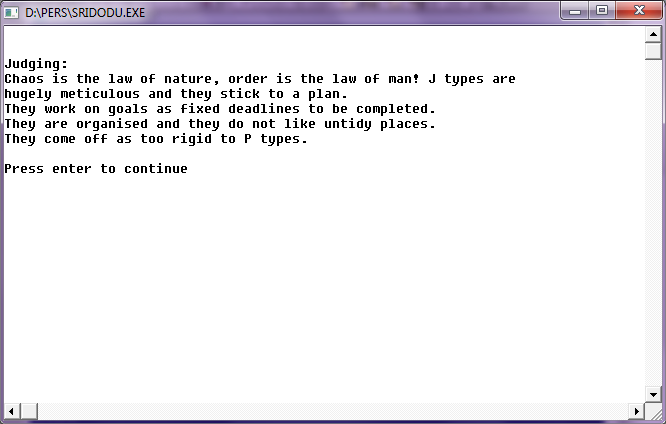 D:\PERS\SRIDODU.EXE
Judging:
Chaos is the law of nature, order is the law of man! J types are
hugely meticulous and they stick to a plan.
They work on goals as fixed deadlines to be completed.
They are organised and they do not like untidy places.
They come off as too rigid to P types.
Press enter to continue